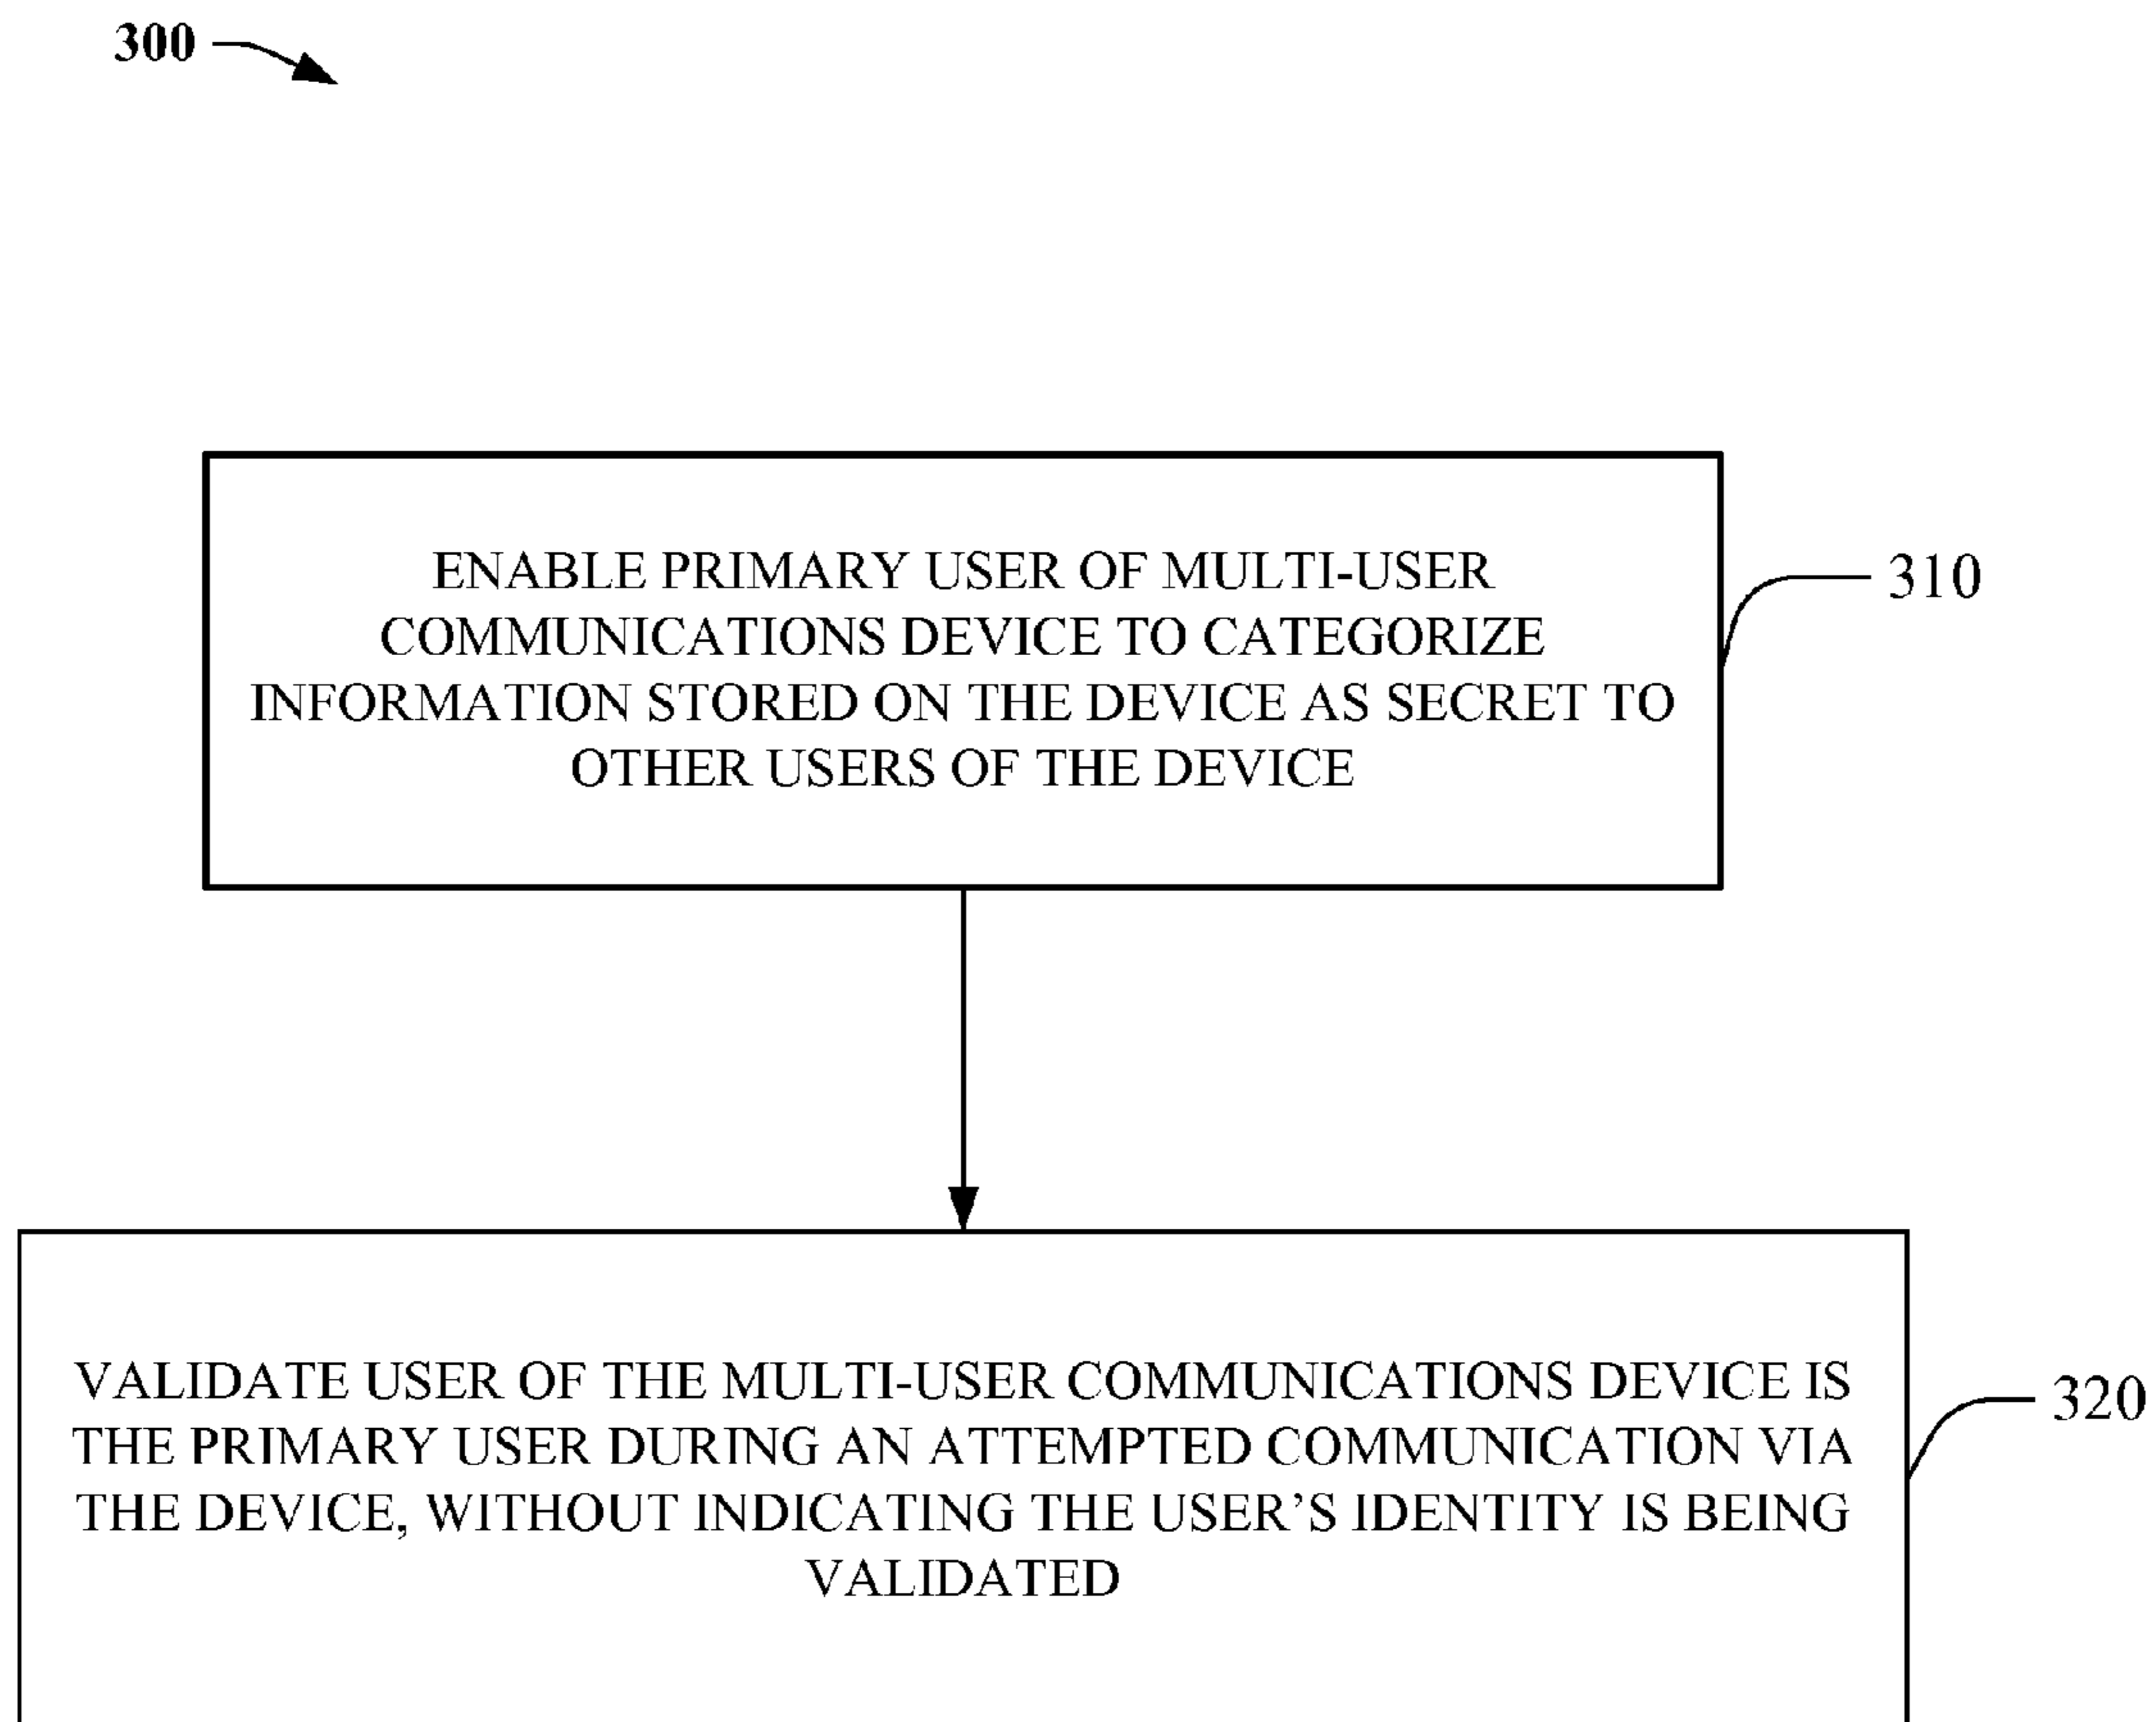 300
ENABLE PRIMARY USER OF MULTI-USER
COMMUNICATIONS DEVICE TO CATEGORIZE
INFORMATION STORED ON THE DEVICE AS SECRET TO
OTHER USERS OF THE DEVICE
310
VALIDATE USER OF THE MULTI-USER COMMUNICATIONS DEVICE IS
THE PRIMARY USER DURING AN ATTEMPTED COMMUNICATION VIA
THE DEVICE, WITHOUT INDICATING THE USER’S IDENTITY IS BEING
VALIDATED
320